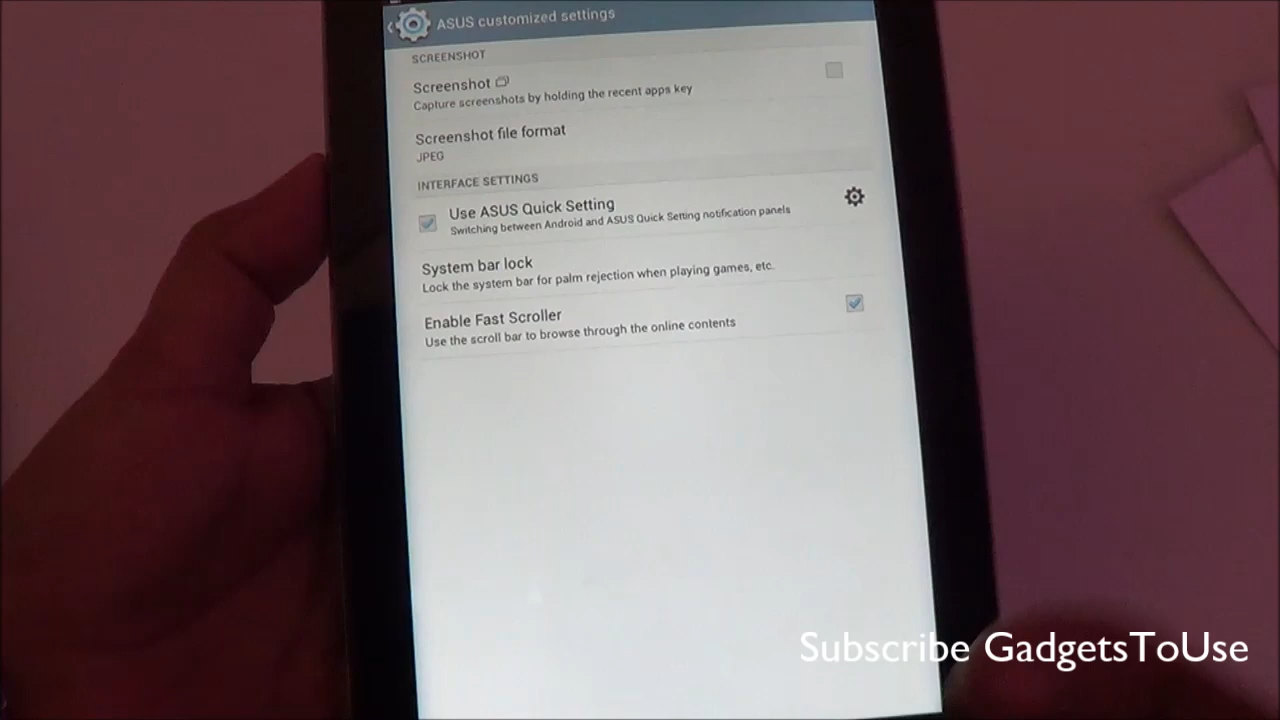 ASUS customized settings
SCREENSHOT
Screenshot
Capture screenshots by holding the recent apps key
Screenshot file format
JPEG
INTERFACE SETTINGS
Use ASUS Quick Setting
Switching between Android and ASUS Quick Setting notification panels
System bar lock
Lock the system bar for palm rejection when playing games, etc.
Enable Fast Scroller
Use the scroll bar to browse through the online contents
Subscribe GadgetsToUse